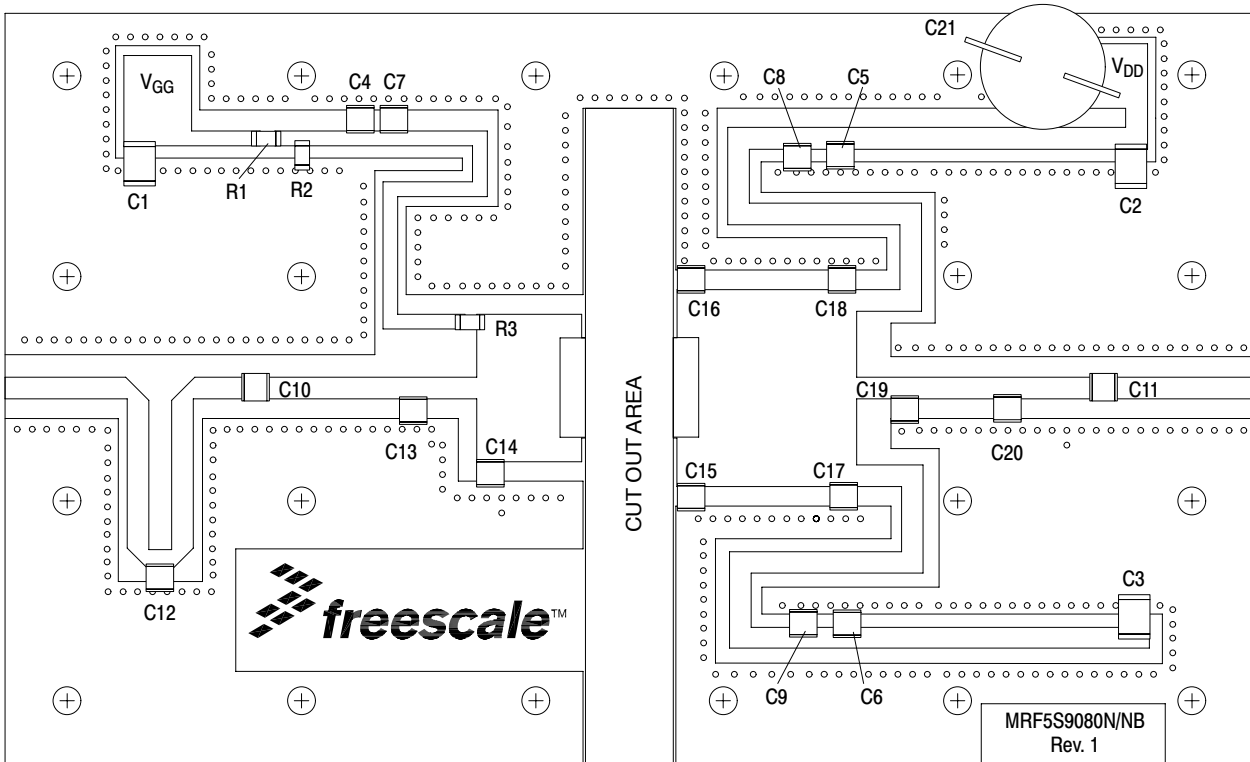 C21
VGG
C4 C7
C8
C5
VDD
C1
R1
R2
C2
C16
C18
R3
C10
C13
C14
CUT OUT AREA
C19
C11
C20
C15
C17
C12
freescale™
C3
C9
C6
MRF5S9080N/NB
Rev. 1